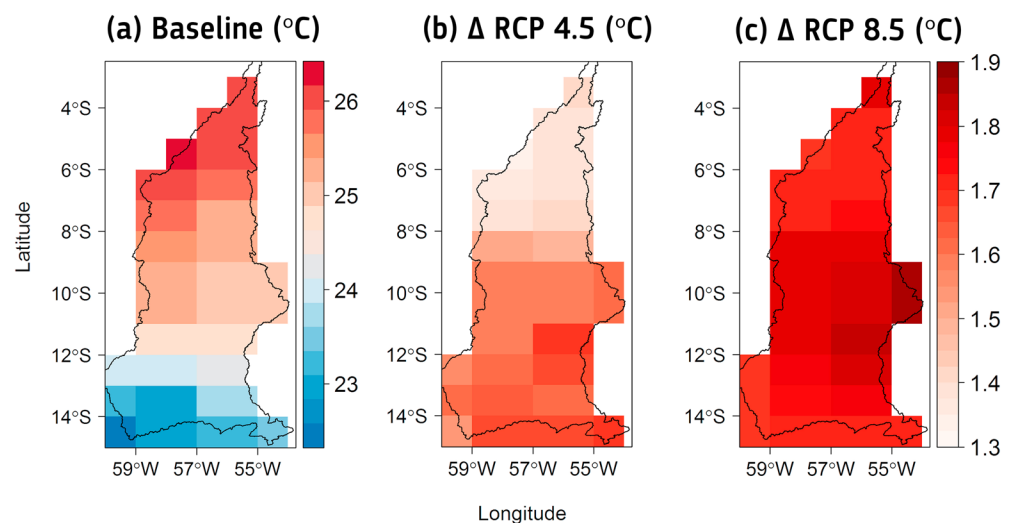 (a) Baseline (°C)
(b) Δ RCP 4.5 (°C)
(c) Δ RCP 8.5 (°C)
Latitude
4°S
6°S
8°S
10°S
12°S
14°S
59°W 57°W 55°W
26
25
24
23
4°S
6°S
8°S
10°S
12°S
14°S
59°W 57°W 55°W
4°S
6°S
8°S
10°S
12°S
14°S
59°W 57°W 55°W
1.9
1.8
1.7
1.6
1.5
1.4
1.3
Longitude